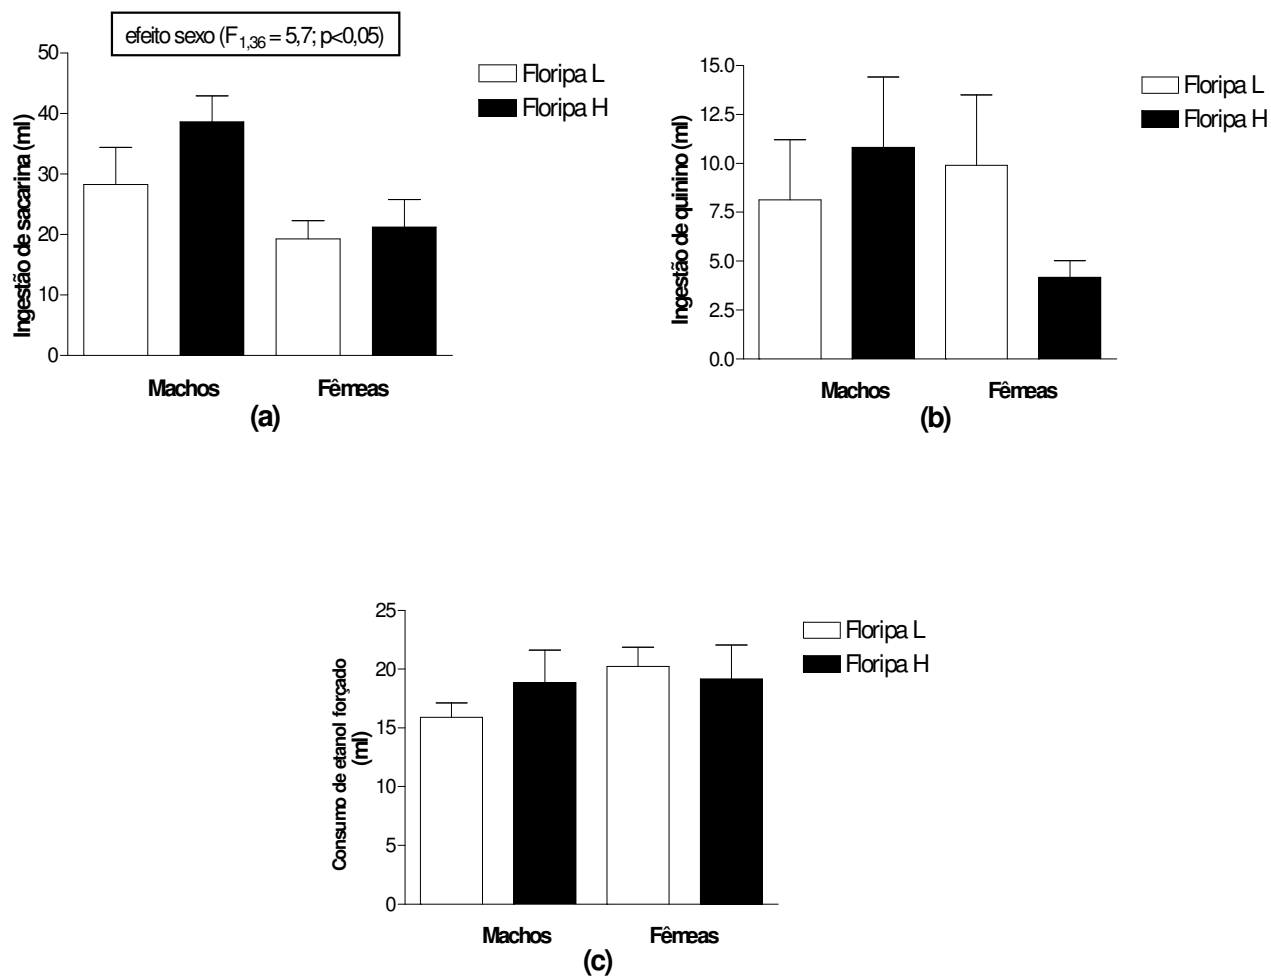 efeito sexo (F1,36 = 5,7; p<0,05)
50
40
30
20
10
0
Ingestão de sacarina (ml)
Floripa L
Floripa H
Machos
Fêmeas
(a)
15.0
12.5
10.0
7.5
5.0
2.5
0.0
Ingestão de quinino (ml)
Floripa L
Floripa H
Machos
Fêmeas
(b)
25
20
15
10
5
0
Consumo de etanol forçado
(ml)
Floripa L
Floripa H
Machos
Fêmeas
(c)